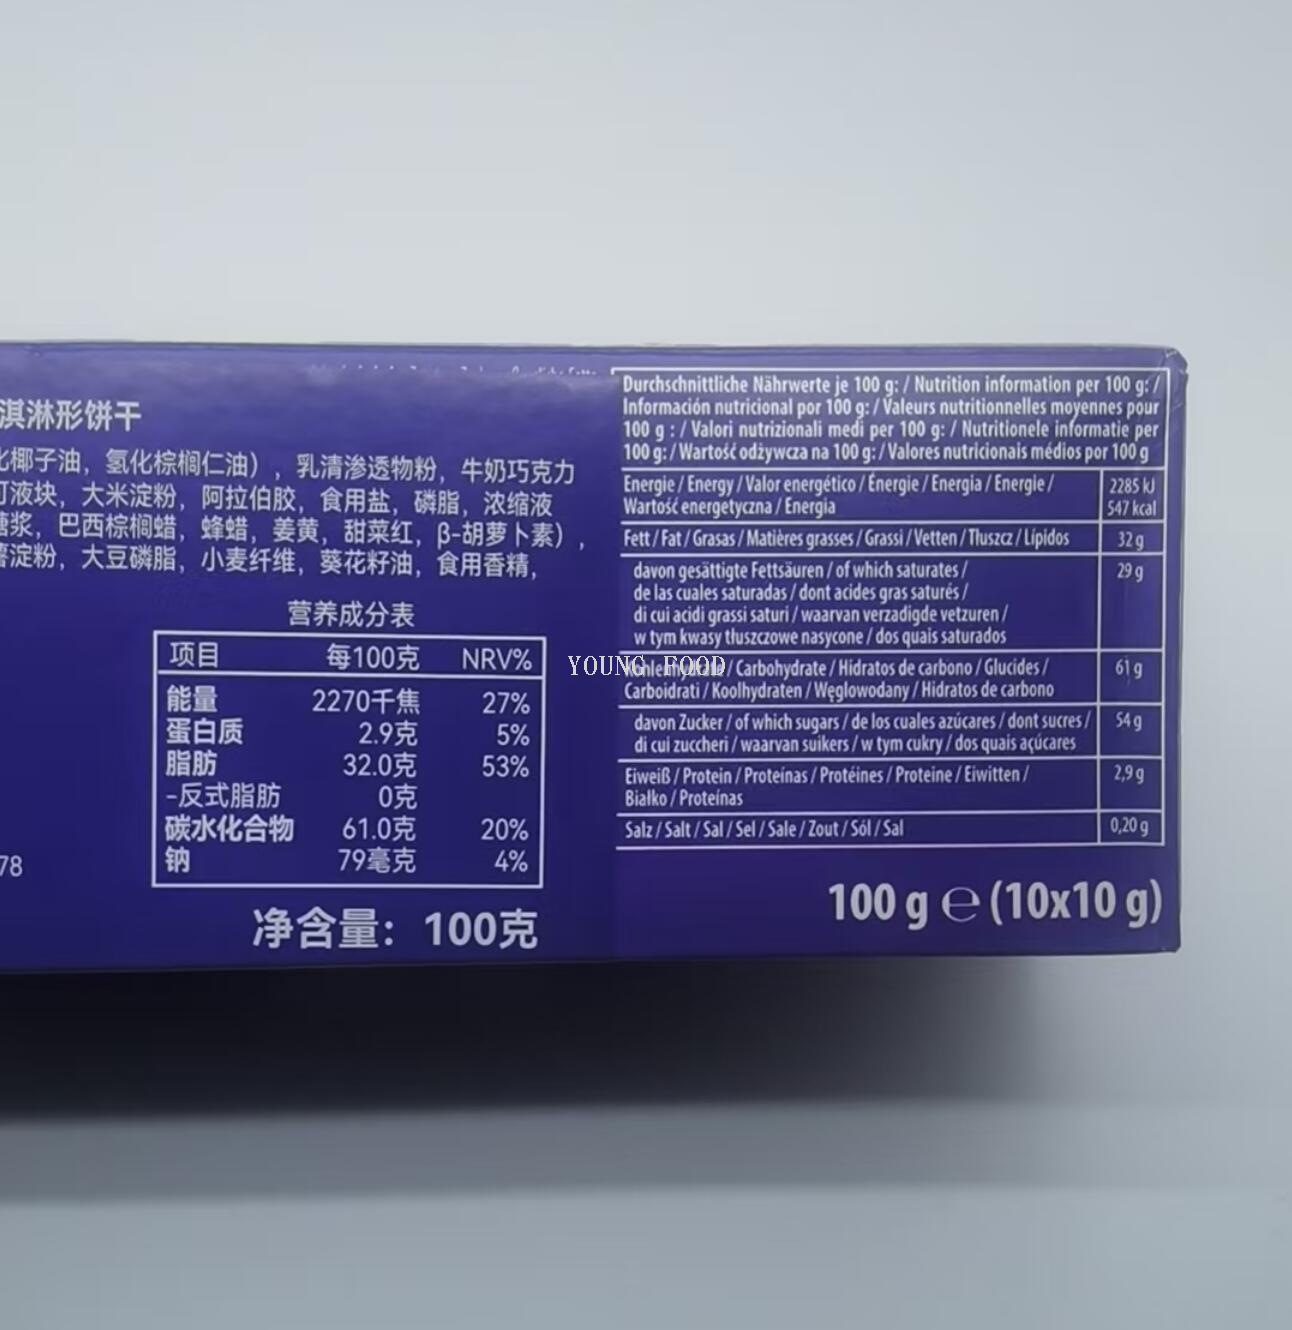 淇淋形饼干
化椰子油，氢化棕榈仁油），乳清渗透物粉，牛奶巧克力
可液块，大米淀粉，阿拉伯胶，食用盐，磷脂，浓缩液
糖浆，巴西棕榈蜡，蜂蜡，姜黄，甜菜红，β-胡萝卜素），
薯淀粉，大豆磷脂，小麦纤维，葵花籽油，食用香精，
营养成分表
项目 每100克 NRV%
能量 2270千焦 27%
蛋白质 2.9克 5%
脂肪 32.0克 53%
-反式脂肪 0克
碳水化合物 61.0克 20%
钠 79毫克 4%
78
净含量：100克
YOUNG FOOD
Durchschnittliche Nährwerte je 100 g: / Nutrition information per 100 g: /
Información nutricional por 100 g: / Valeurs nutritionnelles moyennes pour
100 g : / Valori nutrizionali medi per 100 g: / Nutritionele informatie per
100 g: / Wartość odżywcza na 100 g: / Valores nutricionais médios por 100 g
Energie / Energy / Valor energético / Énergie / Energia / Energie / 2285 kJ
Wartość energetyczna / Energia 547 kcal
Fett / Fat / Grasas / Matières grasses / Grassi / Vetten / Tłuszcz / Lípidos 32 g
davon gesättigte Fettsäuren / of which saturates / 29 g
de las cuales saturadas / dont acides gras saturés /
di cui acidi grassi saturi / waarvan verzadigde vetzuren /
w tym kwasy tłuszczowe nasycone / dos quais saturados
Kohlenhydrate / Carbohydrate / Hidratos de carbono / Glucides / 61 g
Carboidrati / Koolhydraten / Węglowodany / Hidratos de carbono
davon Zucker / of which sugars / de los cuales azúcares / dont sucres / 54 g
di cui zuccheri / waarvan suikers / w tym cukry / dos quais açúcares
Eiweiß / Protein / Proteínas / Protéines / Proteine / Eiwitten / 2,9 g
Białko / Proteínas
Salz / Salt / Sal / Sel / Sale / Zout / Sól / Sal 0,20 g
100 g e (10x10 g)